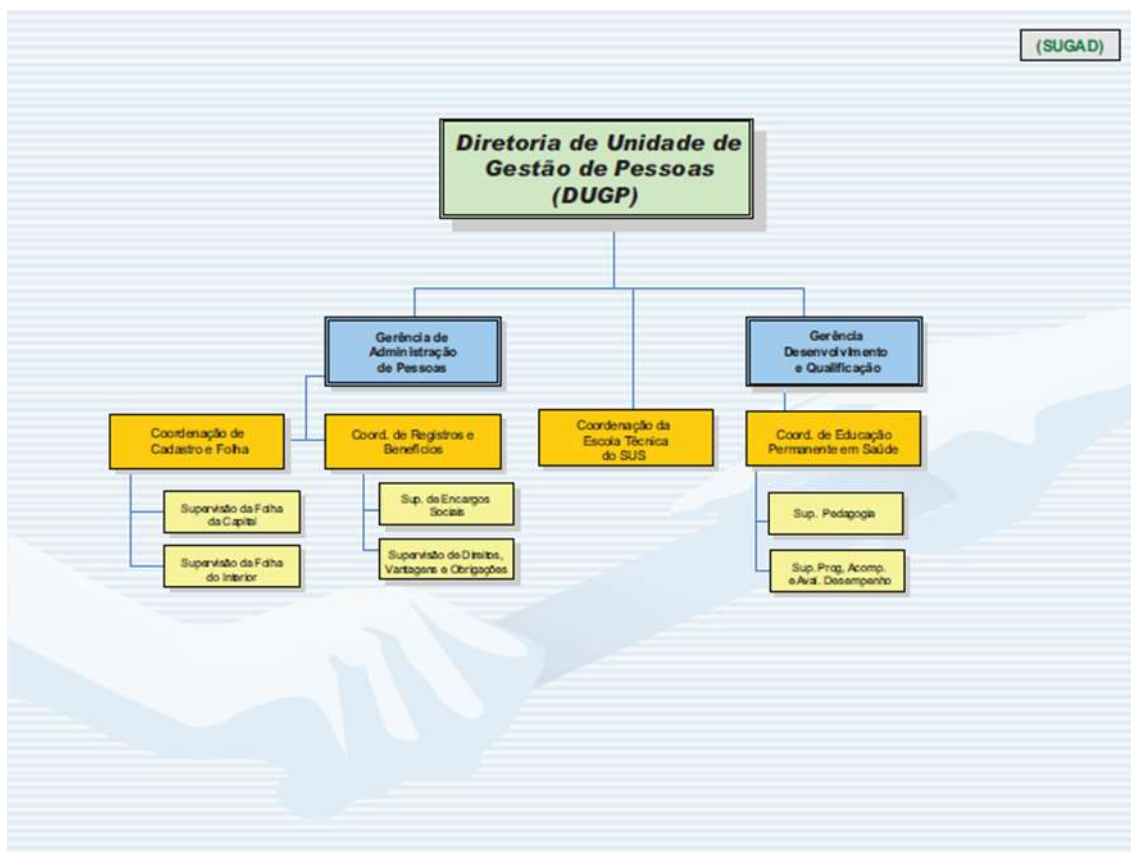 (SUGAD)
Diretoria de Unidade de
Gestão de Pessoas
(DUGP)
Gerência de
Administração
de Pessoas
Gerência
Desenvolvimento
e Qualificação
Coordenação de
Cadastro e Folha
Coord. de Registros e
Benefícios
Coordenação da
Escola Técnica
do SUS
Coord. de Educação
Permanente em Saúde
Supervisão da Folha
da Capital
Supervisão da Folha
do Interior
Sup. de Encargos
Sociais
Supervisão de Direitos,
Vantagens e Obrigações
Sup. Pedagogia
Sup. Prog, Acomp.
e Aval. Desempenho